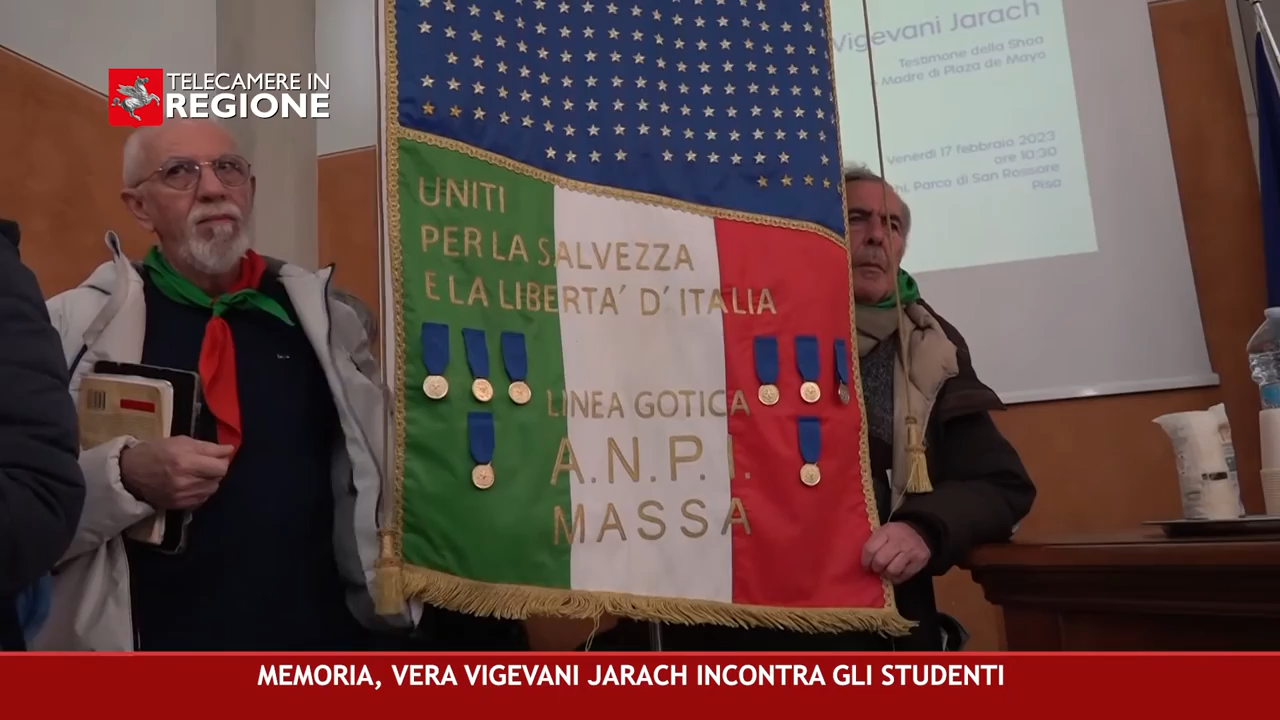 TELECAMERE IN
REGIONE
Vigevani Jarach
Testimone della Shoa
Madre di Plaza de Mayo
Venerdì 17 febbraio 2023
ore 10:30
Parco di San Rossore
Pisa
UNITI
PER LA SALVEZZA
E LA LIBERTA' D'ITALIA
LINEA GOTICA
A.N.P.I.
MASSA
MEMORIA, VERA VIGEVANI JARACH INCONTRA GLI STUDENTI